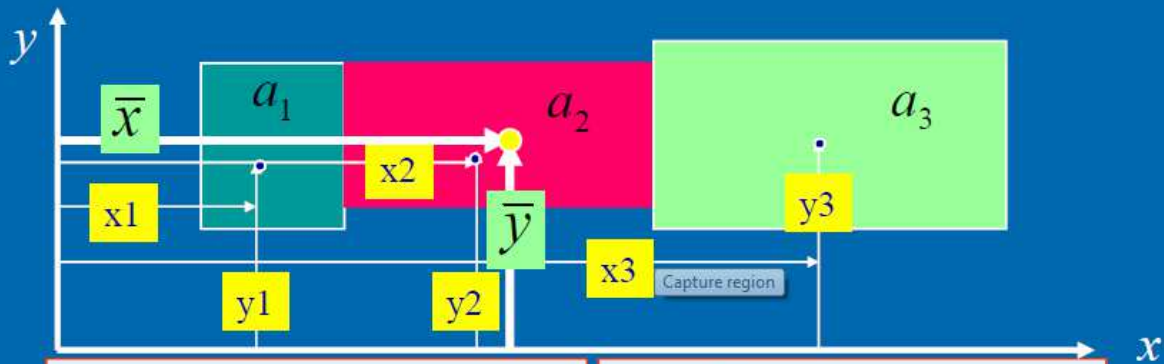 y
x̄
a₁
a₂
a₃
x2
x1
ȳ
y3
x3
Capture region
y1
y2
x